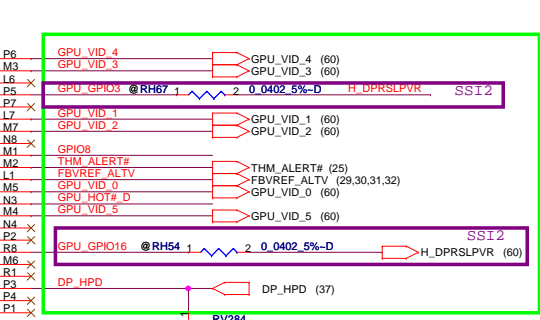 P6 GPU_VID_4 GPU_VID_4 (60)
M3 GPU_VID_3 GPU_VID_3 (60)
L6
P5 GPU_GPIO3 @RH67 1 2 0_0402_5%~D H_DPRSLPVR SSI2
P7
L7 GPU_VID_1 GPU_VID_1 (60)
M7 GPU_VID_2 GPU_VID_2 (60)
N8
M1 GPIO8
M2 THM_ALERT# THM_ALERT# (25)
L1 FBVREF_ALTV FBVREF_ALTV (29,30,31,32)
M5 GPU_VID_0 GPU_VID_0 (60)
N3 GPU_HOT#_D
M4 GPU_VID_5 GPU_VID_5 (60)
N4
P2 SSI2
R8 GPU_GPIO16 @RH54 1 2 0_0402_5%~D H_DPRSLPVR (60)
M6
R1
P3 DP_HPD DP_HPD (37)
P4
P1
1 RV284